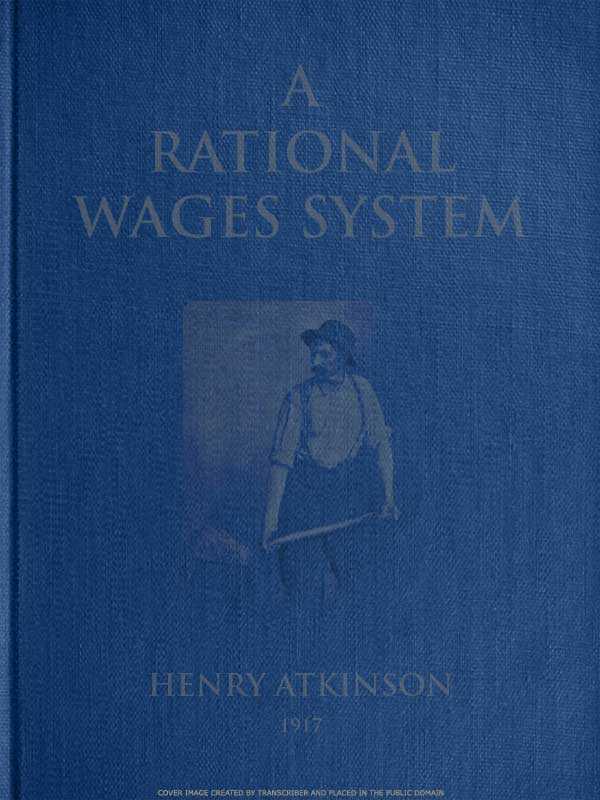 A
RATIONAL
WAGES SYSTEM
HENRY ATKINSON
1917
COVER IMAGE CREATED BY TRANSCRIBER AND PLACED IN THE PUBLIC DOMAIN